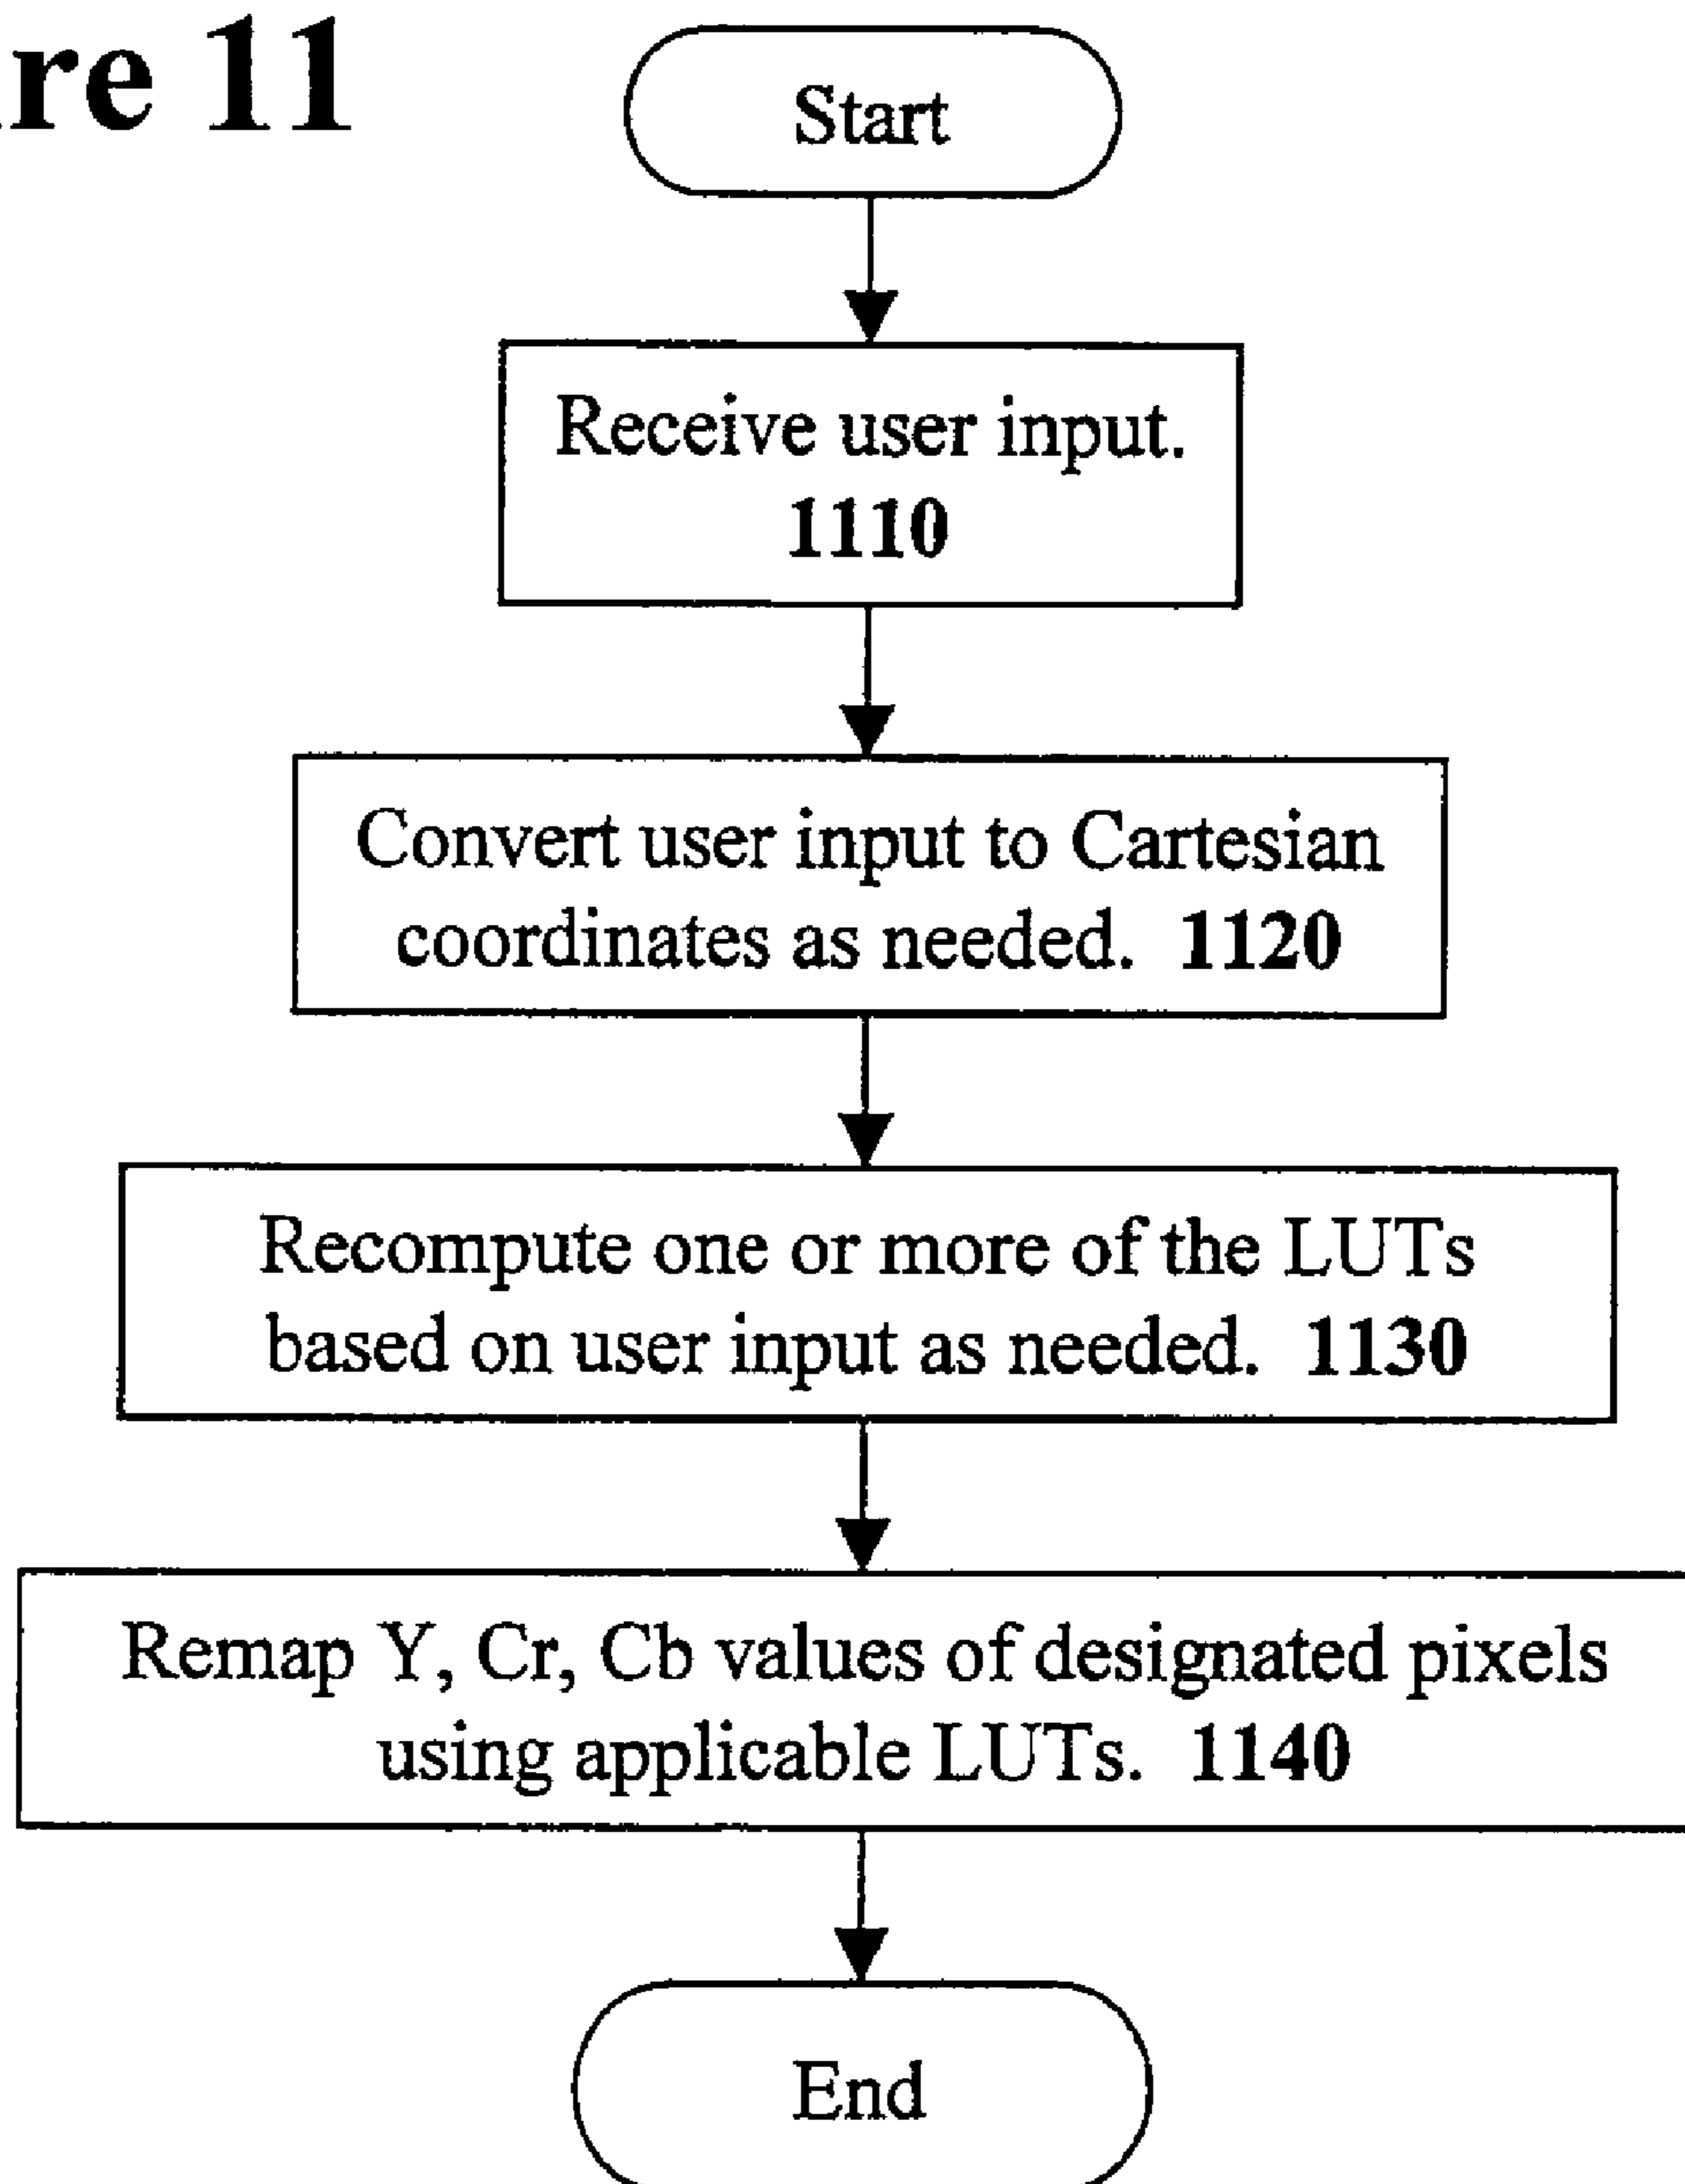 re 11
Start
Receive user input.
1110
Convert user input to Cartesian
coordinates as needed. 1120
Recompute one or more of the LUTs
based on user input as needed. 1130
Remap Y, Cr, Cb values of designated pixels
using applicable LUTs. 1140
End